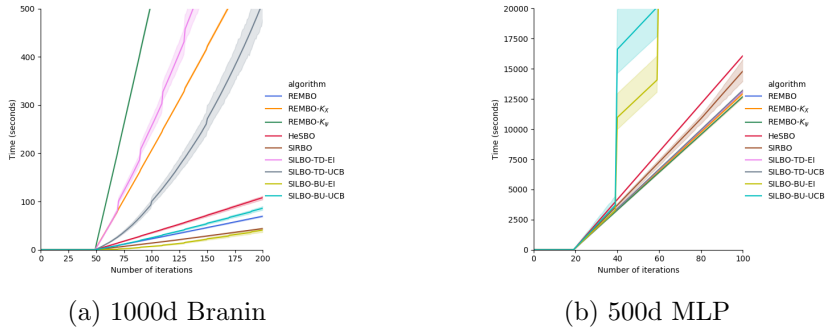 500
400
300
200
100
0
Time (seconds)
0 25 50 75 100 125 150 175 200
Number of iterations
algorithm
REMBO
REMBO-K_X
REMBO-K_ψ
HeSBO
SIRBO
SILBO-TD-EI
SILBO-TD-UCB
SILBO-BU-EI
SILBO-BU-UCB
(a) 1000d Branin
20000
17500
15000
12500
10000
7500
5000
2500
0
Time (seconds)
0 20 40 60 80 100
Number of iterations
algorithm
REMBO
REMBO-K_X
REMBO-K_ψ
HeSBO
SIRBO
SILBO-TD-EI
SILBO-TD-UCB
SILBO-BU-EI
SILBO-BU-UCB
(b) 500d MLP